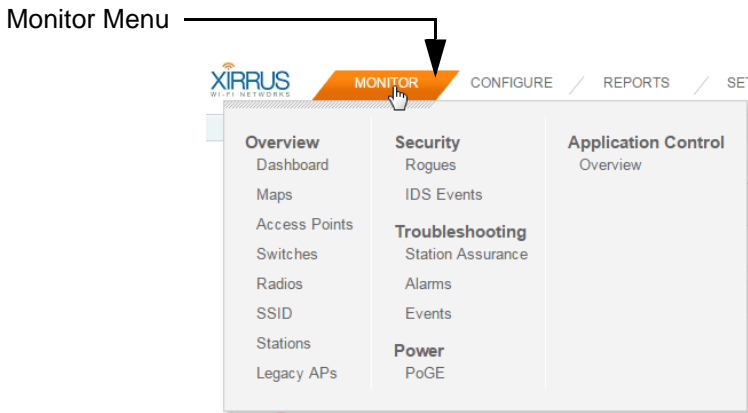 Monitor Menu
XIRRUS
WI-FI NETWORKS
MONITOR
CONFIGURE / REPORTS / SET
Overview
Dashboard
Maps
Access Points
Switches
Radios
SSID
Stations
Legacy APs
Security
Rogues
IDS Events
Troubleshooting
Station Assurance
Alarms
Events
Power
PoGE
Application Control
Overview